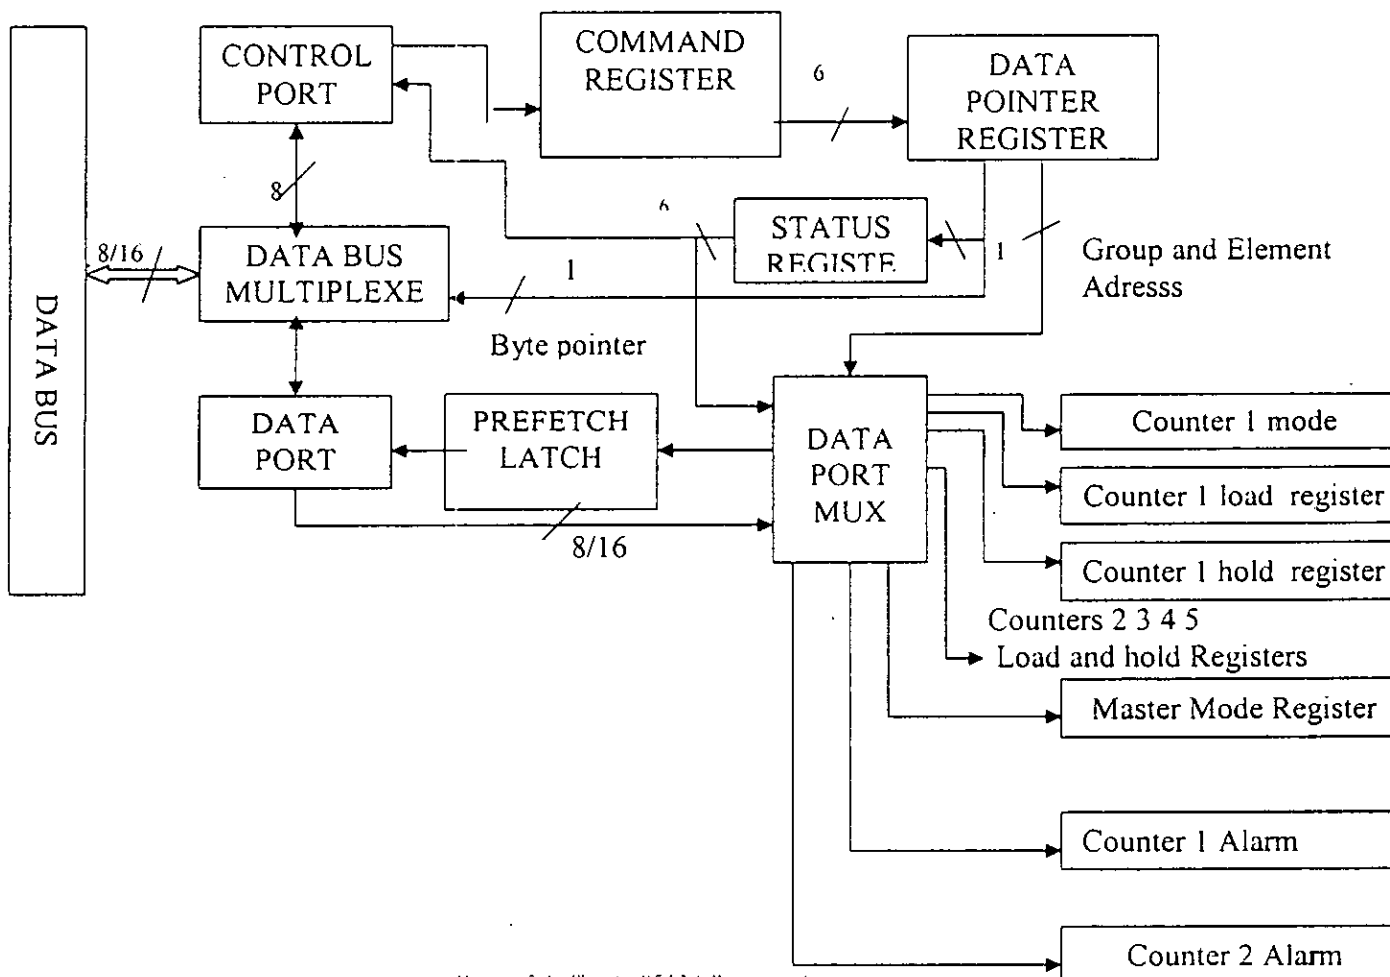 CONTROL
PORT
COMMAND
REGISTER
6
DATA
POINTER
REGISTER
8
6
STATUS
REGISTE
1
Group and Element
Adresss
8/16
DATA BUS
MULTIPLEXE
1
Byte pointer
DATA BUS
DATA
PORT
PREFETCH
LATCH
8/16
DATA
PORT
MUX
Counter 1 mode
Counter 1 load register
Counter 1 hold register
Counters 2 3 4 5
Load and hold Registers
Master Mode Register
Counter 1 Alarm
Counter 2 Alarm